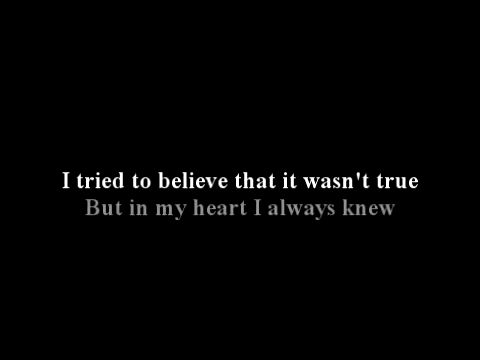 I tried to believe that it wasn't true
But in my heart I always knew